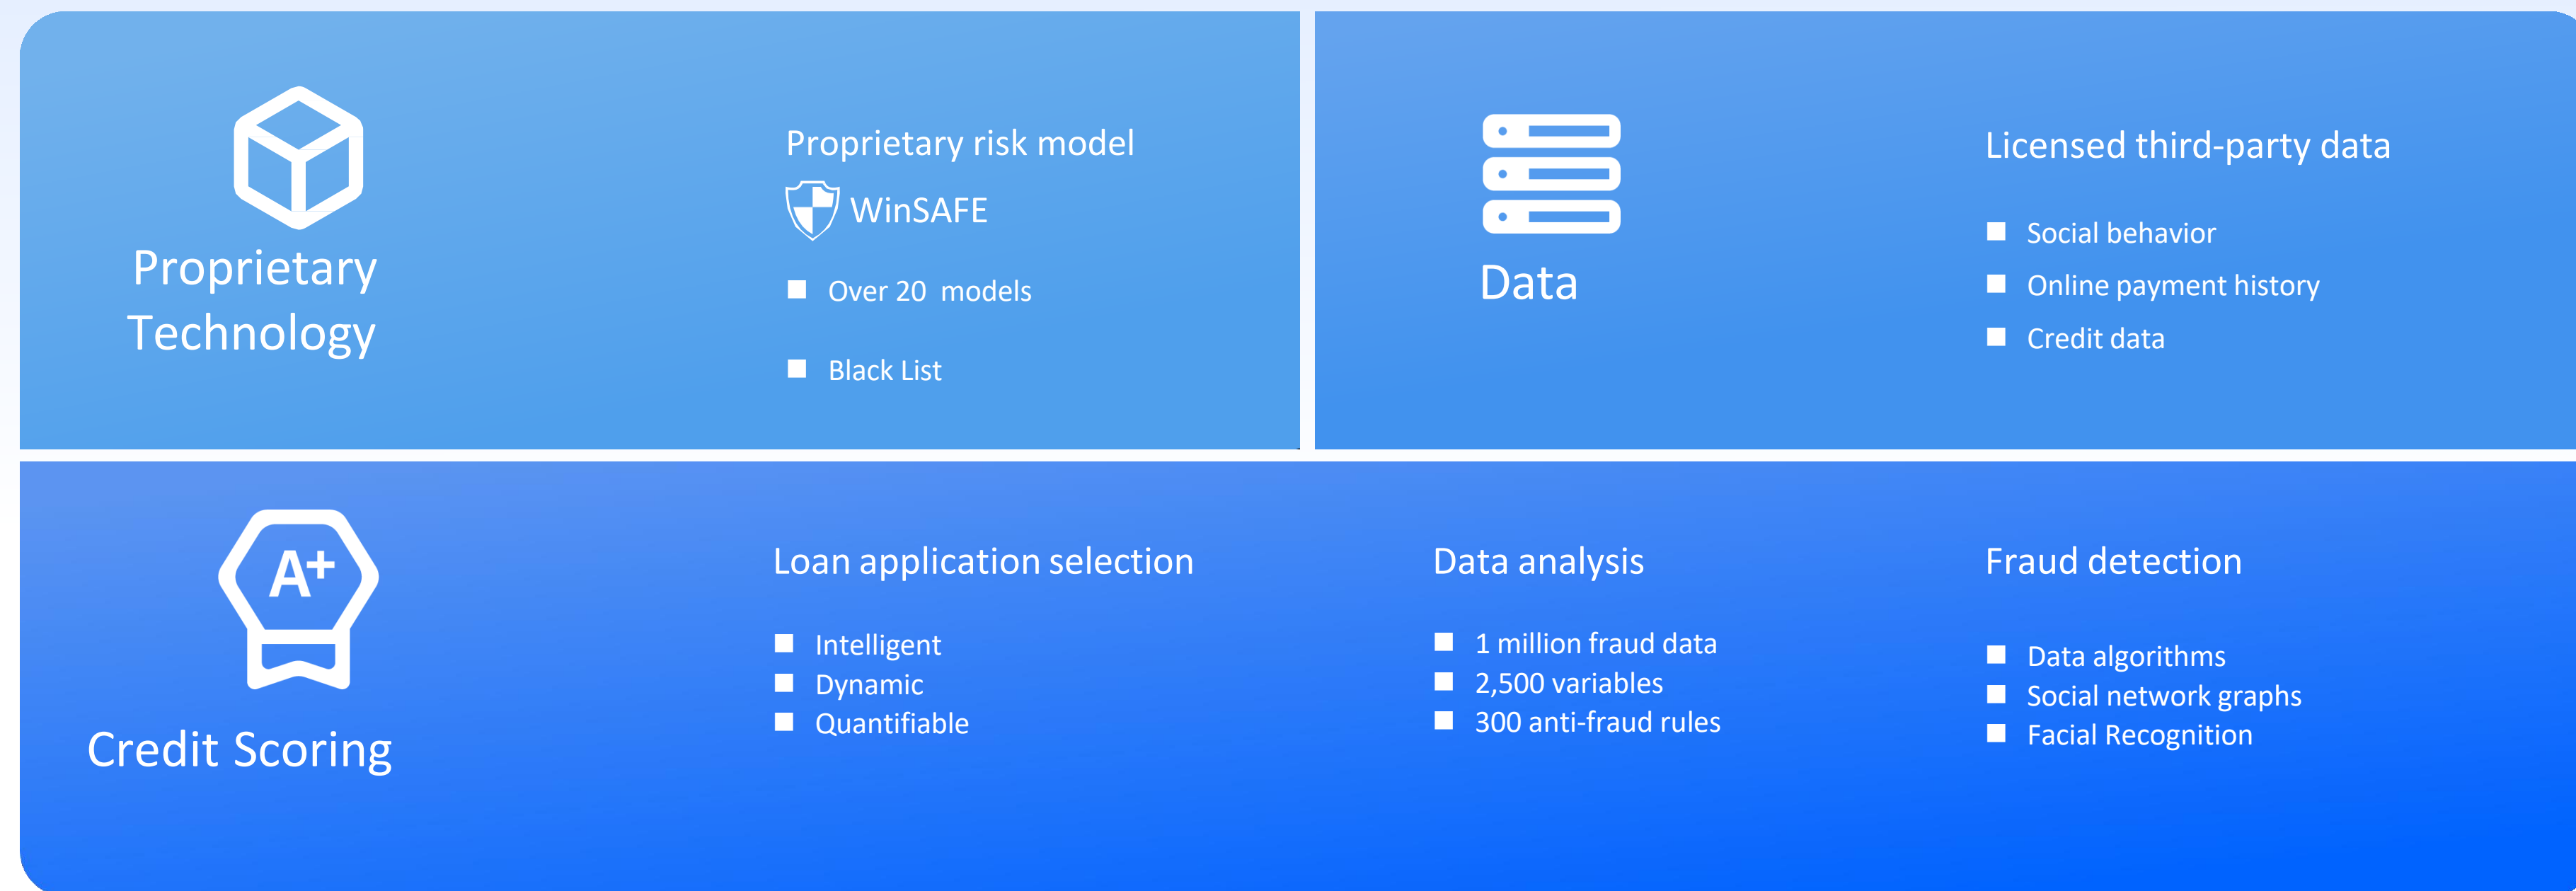 Proprietary
Technology
Proprietary risk model
WinSAFE
Over 20  models
Black List
Data
Licensed third-party data
Social behavior
Online payment history
Credit data
A+
Credit Scoring
Loan application selection
Intelligent
Dynamic
Quantifiable
Data analysis
1 million fraud data
2,500 variables
300 anti-fraud rules
Fraud detection
Data algorithms
Social network graphs
Facial Recognition